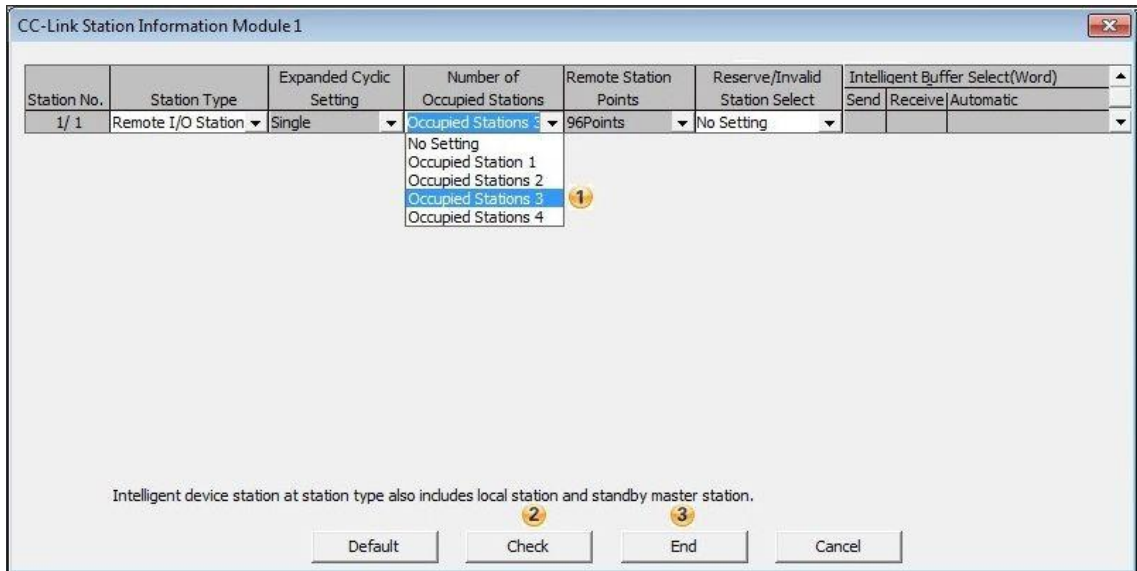 CC-Link Station Information Module 1
Expanded Cyclic Number of Remote Station Reserve/Invalid Intelligent Buffer Select(Word)
Station No. Station Type Setting Occupied Stations Points Station Select Send Receive Automatic
1/ 1 Remote I/O Station Single Occupied Stations 3 96Points No Setting
No Setting
Occupied Station 1
Occupied Stations 2
Occupied Stations 3 1
Occupied Stations 4
Intelligent device station at station type also includes local station and standby master station.
2 3
Default Check End Cancel